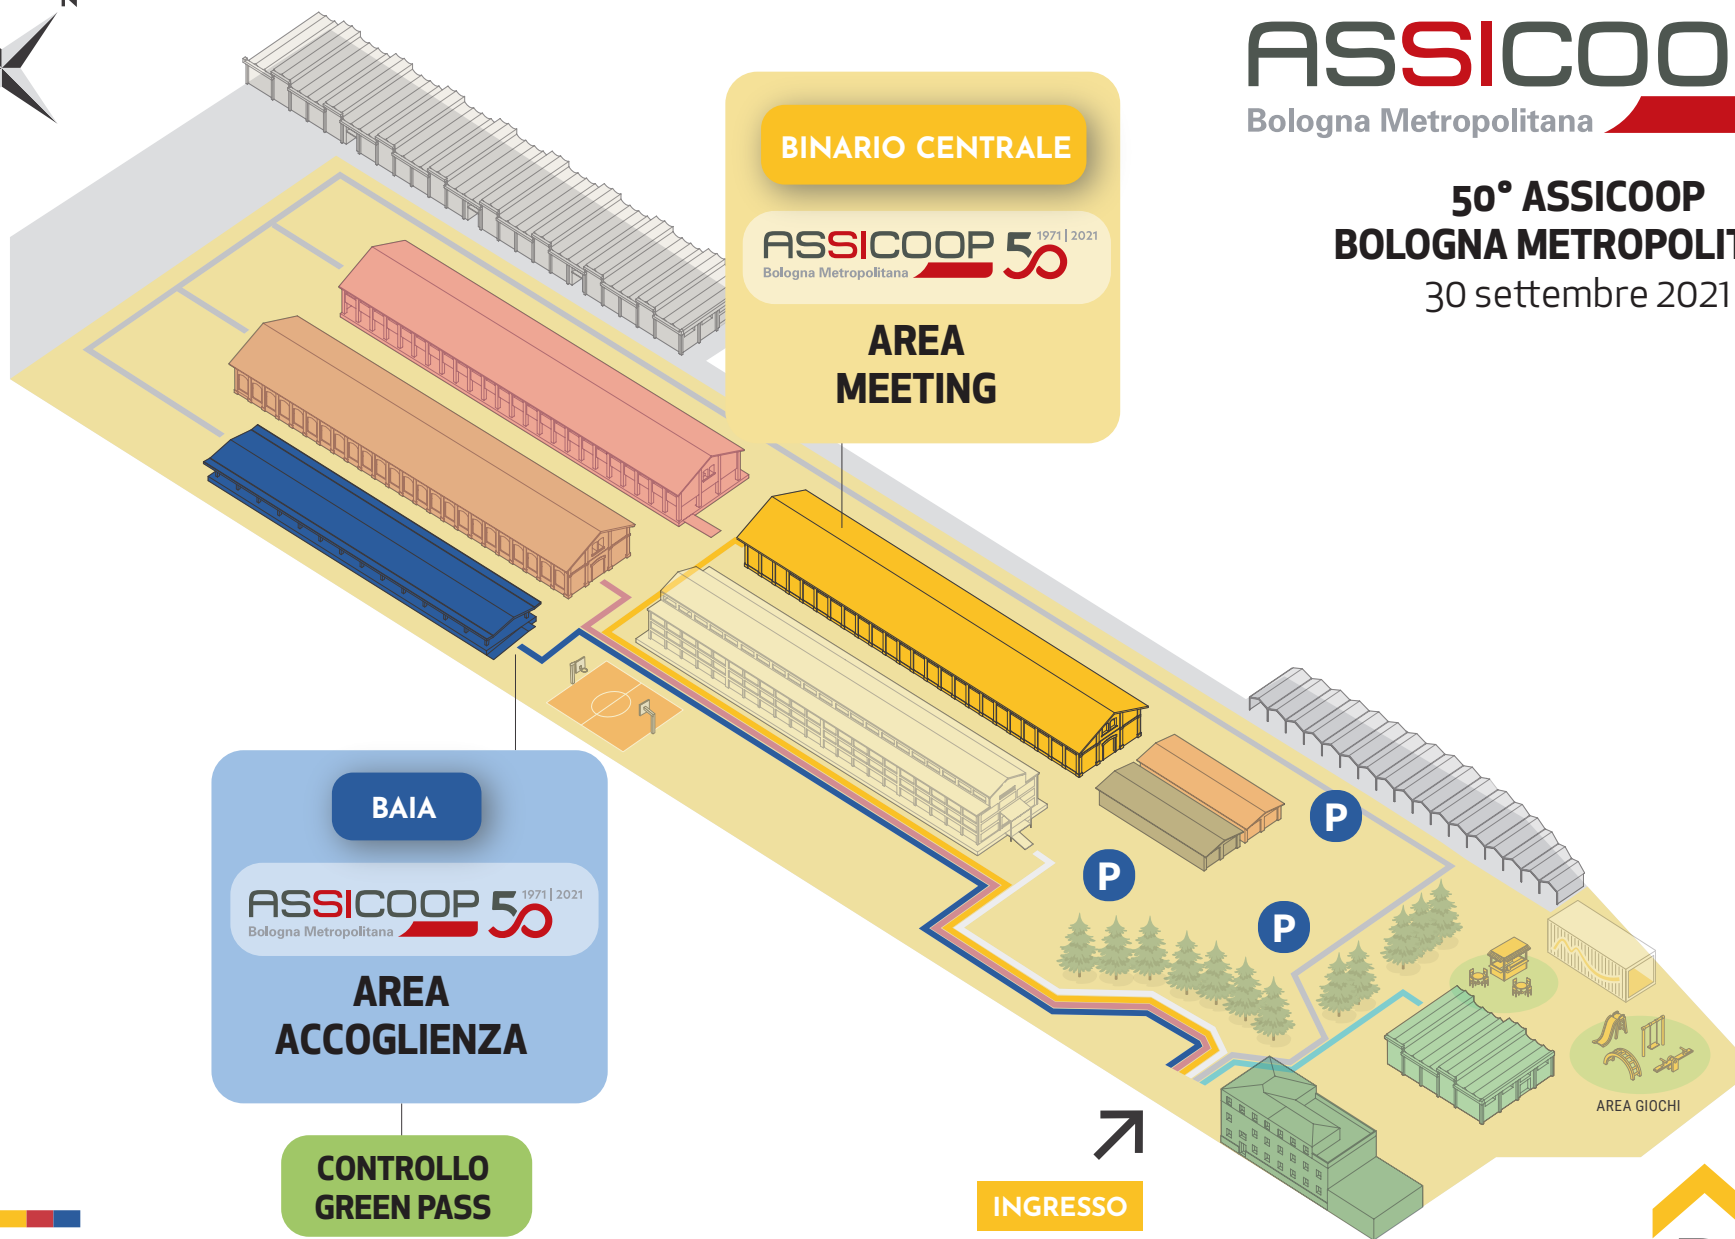 N
ASSICOO
Bologna Metropolitana
50° ASSICOOP
BOLOGNA METROPOLIT
30 settembre 2021
BINARIO CENTRALE
ASSICOOP 50 1971 | 2021
Bologna Metropolitana
AREA
MEETING
P
P
P
BAIA
ASSICOOP 50 1971 | 2021
Bologna Metropolitana
AREA
ACCOGLIENZA
AREA GIOCHI
CONTROLLO
GREEN PASS
INGRESSO